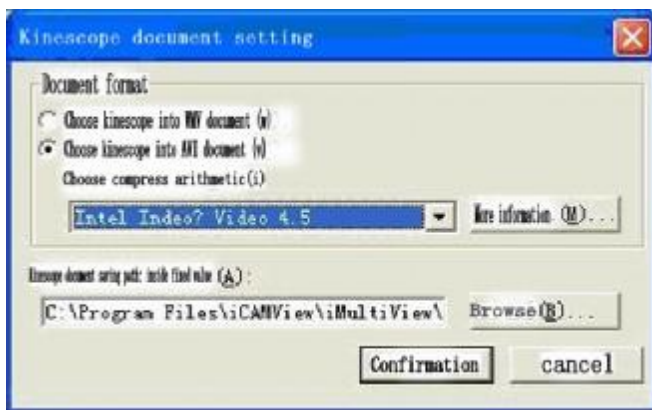 Kinescope document setting
Document format
Choose kinescope into WMV document (w)
Choose kinescope into AVI document (v)
Choose compress arithmetic(i)
Intel Indeo? Video 4.5
More infomation (M)...
Kinescope document saving path: inside fixed value (A):
C:\Program Files\iCAMView\iMultiView\
Browse(B)...
Confirmation
cancel